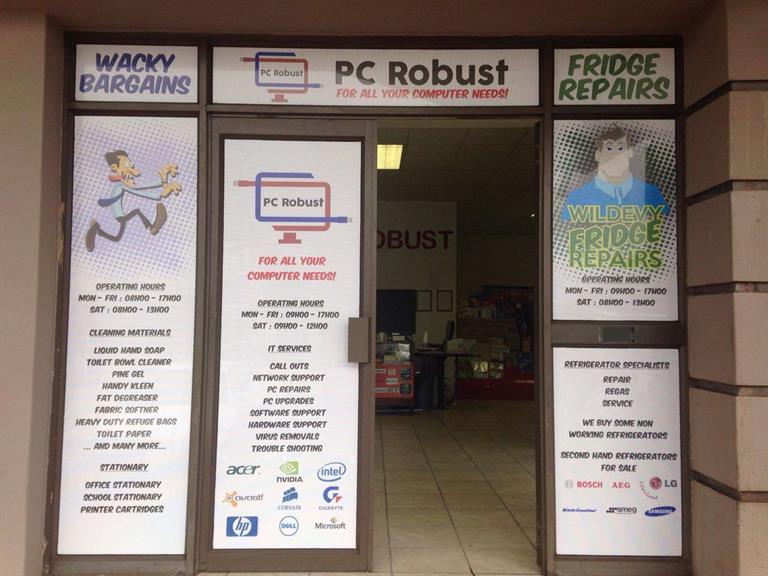 WACKY
BARGAINS
PC Robust
PC Robust
FOR ALL YOUR COMPUTER NEEDS!
FRIDGE
REPAIRS
OPERATING HOURS
MON - FRI : 08H00 - 17H00
SAT : 08H00 - 13H00
CLEANING MATERIALS
LIQUID HAND SOAP
TOILET BOWL CLEANER
PINE GEL
HANDY KLEEN
FAT DEGREASER
FABRIC SOFTNER
HEAVY DUTY REFUGE BAGS
TOILET PAPER
... AND MANY MORE...
STATIONARY
OFFICE STATIONARY
SCHOOL STATIONARY
PRINTER CARTRIDGES
PC Robust
FOR ALL YOUR
COMPUTER NEEDS!
OPERATING HOURS
MON - FRI : 09H00 - 17H00
SAT : 09H00 - 12H00
IT SERVICES
CALL OUTS
NETWORK SUPPORT
PC REPAIRS
PC UPGRADES
SOFTWARE SUPPORT
HARDWARE SUPPORT
VIRUS REMOVALS
TROUBLE SHOOTING
acer NVIDIA intel
avast! CORSAIR GIGABYTE
hp DELL Microsoft
OBUST
WILDEVY
FRIDGE
REPAIRS
OPERATING HOURS
MON - FRI : 09H00 - 17H00
SAT : 08H00 - 13H00
REFRIGERATOR SPECIALISTS
REPAIR
REGAS
SERVICE
WE BUY SOME NON
WORKING REFRIGERATORS
SECOND HAND REFRIGERATORS
FOR SALE
BOSCH AEG LG
Life's Good
KelvinatoR smeg SAMSUNG